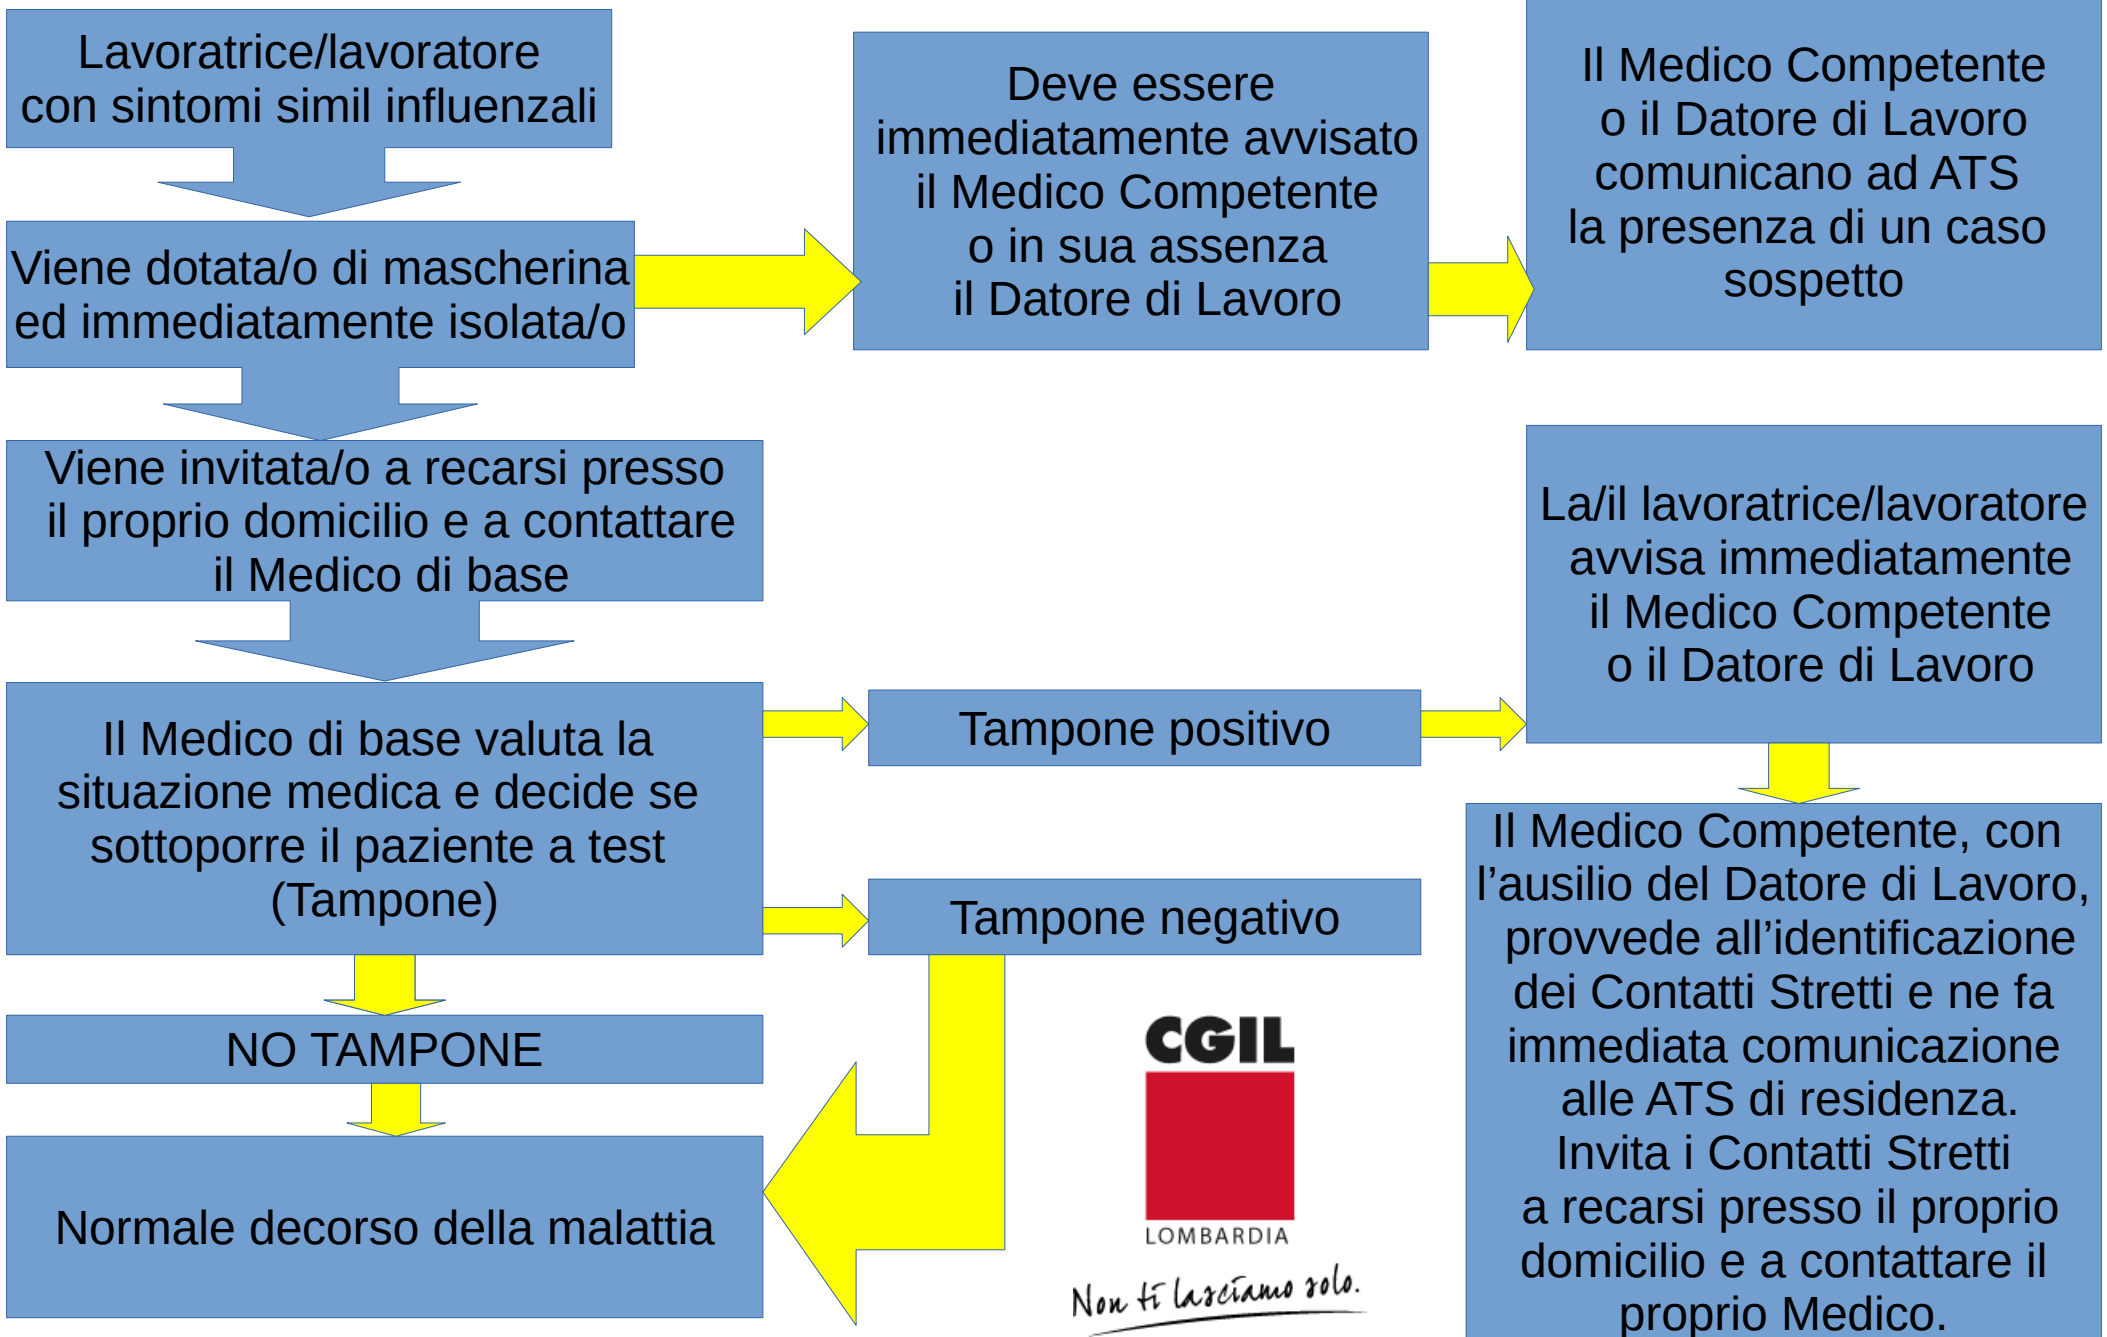 Lavoratrice/lavoratore
con sintomi simil influenzali
Viene dotata/o di mascherina
ed immediatamente isolata/o
Deve essere
immediatamente avvisato
il Medico Competente
o in sua assenza
il Datore di Lavoro
Il Medico Competente
o il Datore di Lavoro
comunicano ad ATS
la presenza di un caso
sospetto
Viene invitata/o a recarsi presso
il proprio domicilio e a contattare
il Medico di base
Il Medico di base valuta la
situazione medica e decide se
sottoporre il paziente a test
(Tampone)
Tampone positivo
La/il lavoratrice/lavoratore
avvisa immediatamente
il Medico Competente
o il Datore di Lavoro
Il Medico Competente, con
l’ausilio del Datore di Lavoro,
provvede all’identificazione
dei Contatti Stretti e ne fa
immediata comunicazione
alle ATS di residenza.
Invita i Contatti Stretti
a recarsi presso il proprio
domicilio e a contattare il
proprio Medico.
Tampone negativo
NO TAMPONE
Normale decorso della malattia
CGIL
LOMBARDIA
Non ti lasciamo solo.